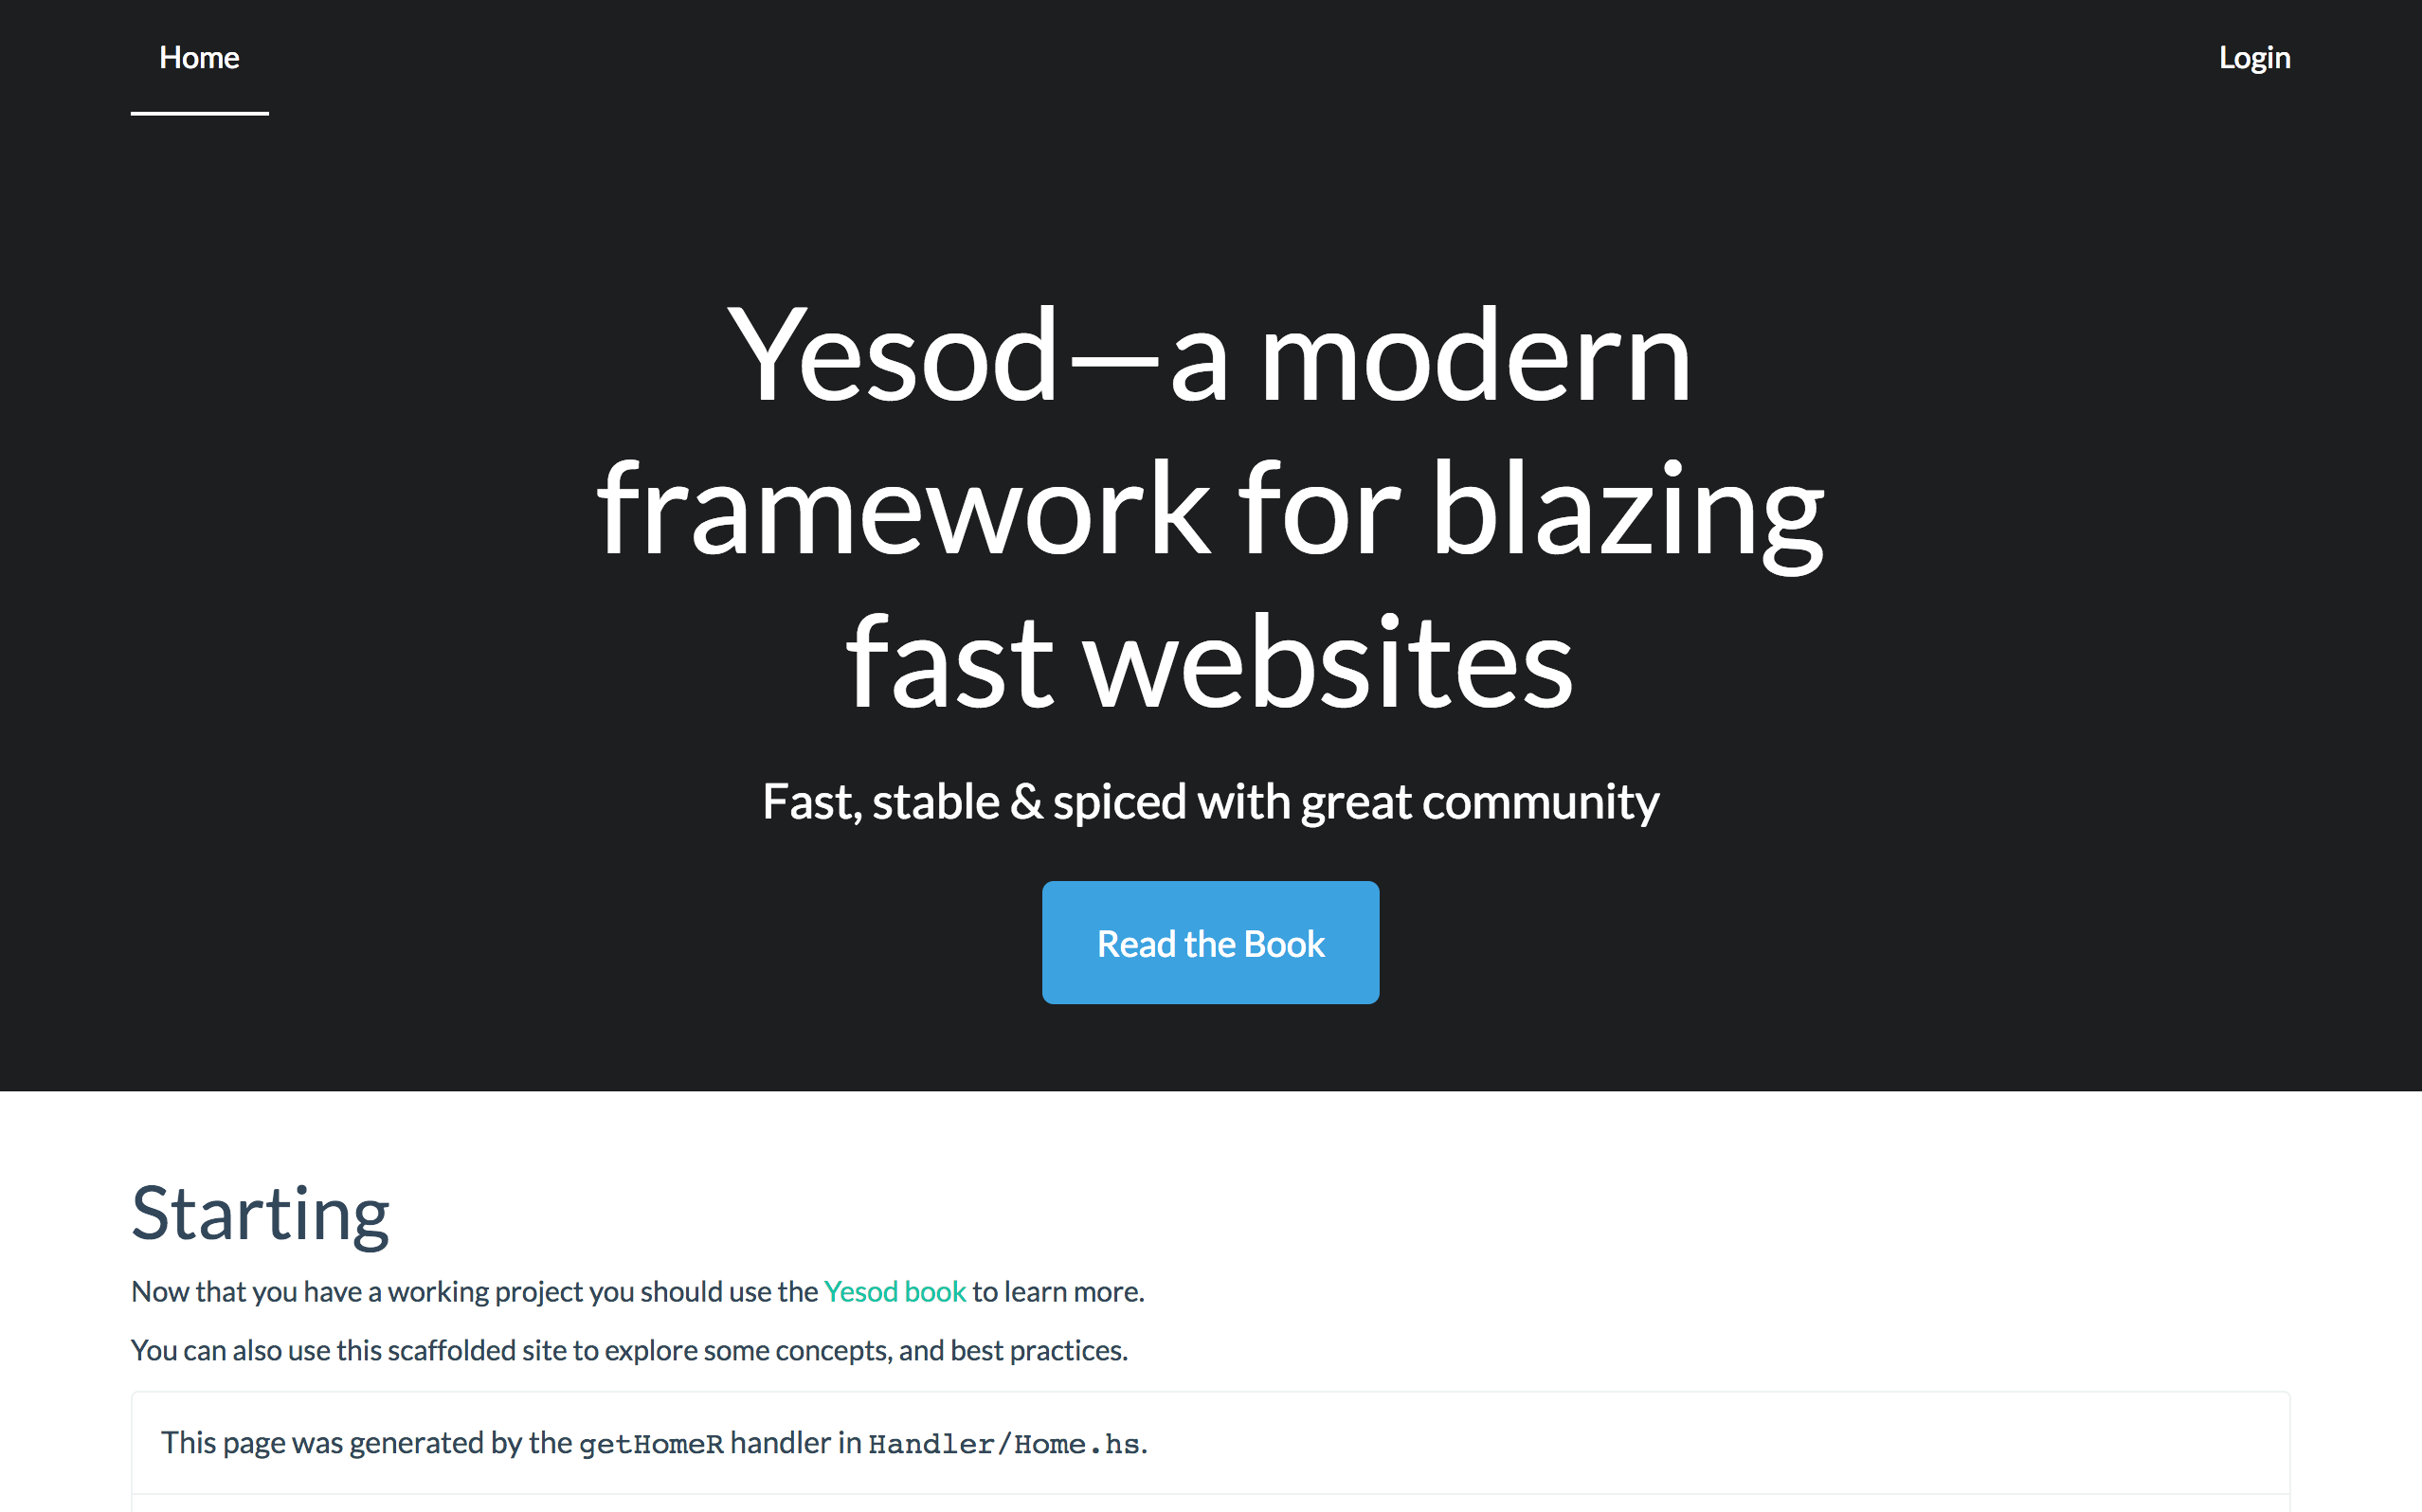 Home
Login
Yesod—a modern
framework for blazing
fast websites
Fast, stable & spiced with great community
Read the Book
Starting
Now that you have a working project you should use the Yesod book to learn more.
You can also use this scaffolded site to explore some concepts, and best practices.
This page was generated by the getHomeR handler in Handler/Home.hs.